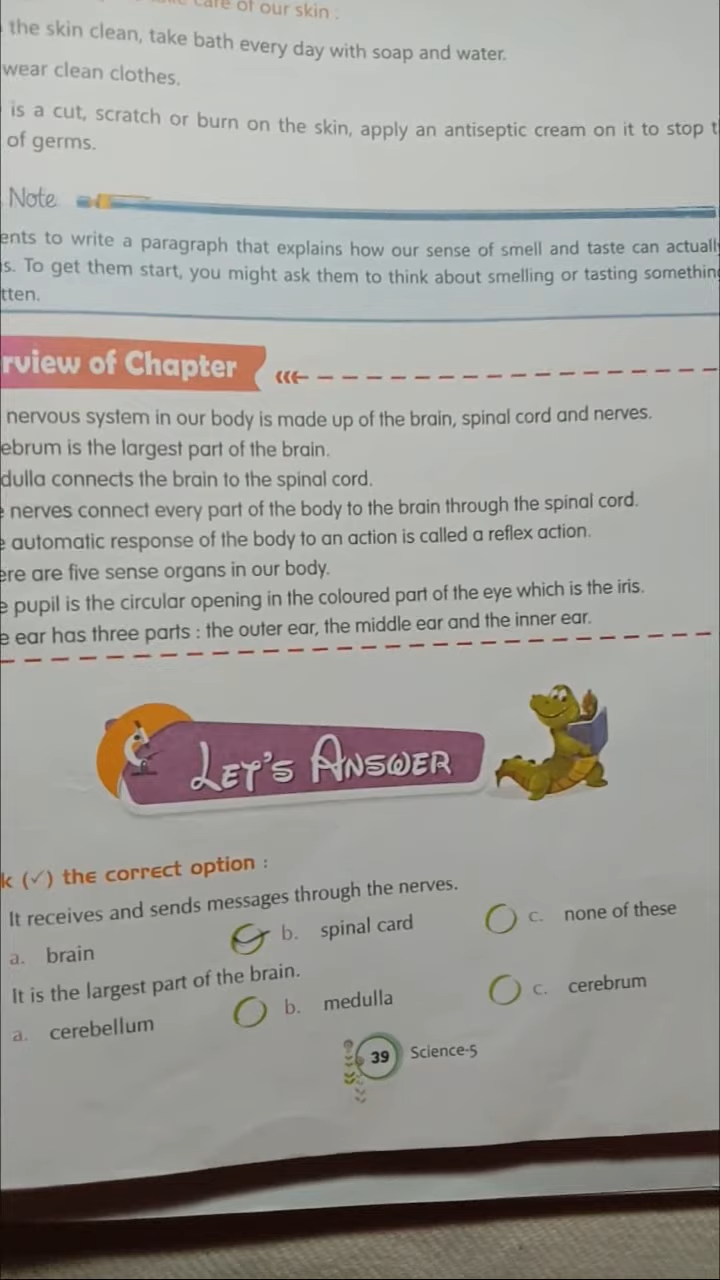 care of our skin :
the skin clean, take bath every day with soap and water.
wear clean clothes.
is a cut, scratch or burn on the skin, apply an antiseptic cream on it to stop t
of germs.
Note
ents to write a paragraph that explains how our sense of smell and taste can actually
s. To get them start, you might ask them to think about smelling or tasting something
tten.
rview of Chapter
nervous system in our body is made up of the brain, spinal cord and nerves.
ebrum is the largest part of the brain.
dulla connects the brain to the spinal cord.
e nerves connect every part of the body to the brain through the spinal cord.
e automatic response of the body to an action is called a reflex action.
ere are five sense organs in our body.
e pupil is the circular opening in the coloured part of the eye which is the iris.
e ear has three parts : the outer ear, the middle ear and the inner ear.
LET'S ANSWER
k (✓) the correct option :
It receives and sends messages through the nerves.
a. brain b. spinal card c. none of these
It is the largest part of the brain.
a. cerebellum b. medulla c. cerebrum
39 Science-5